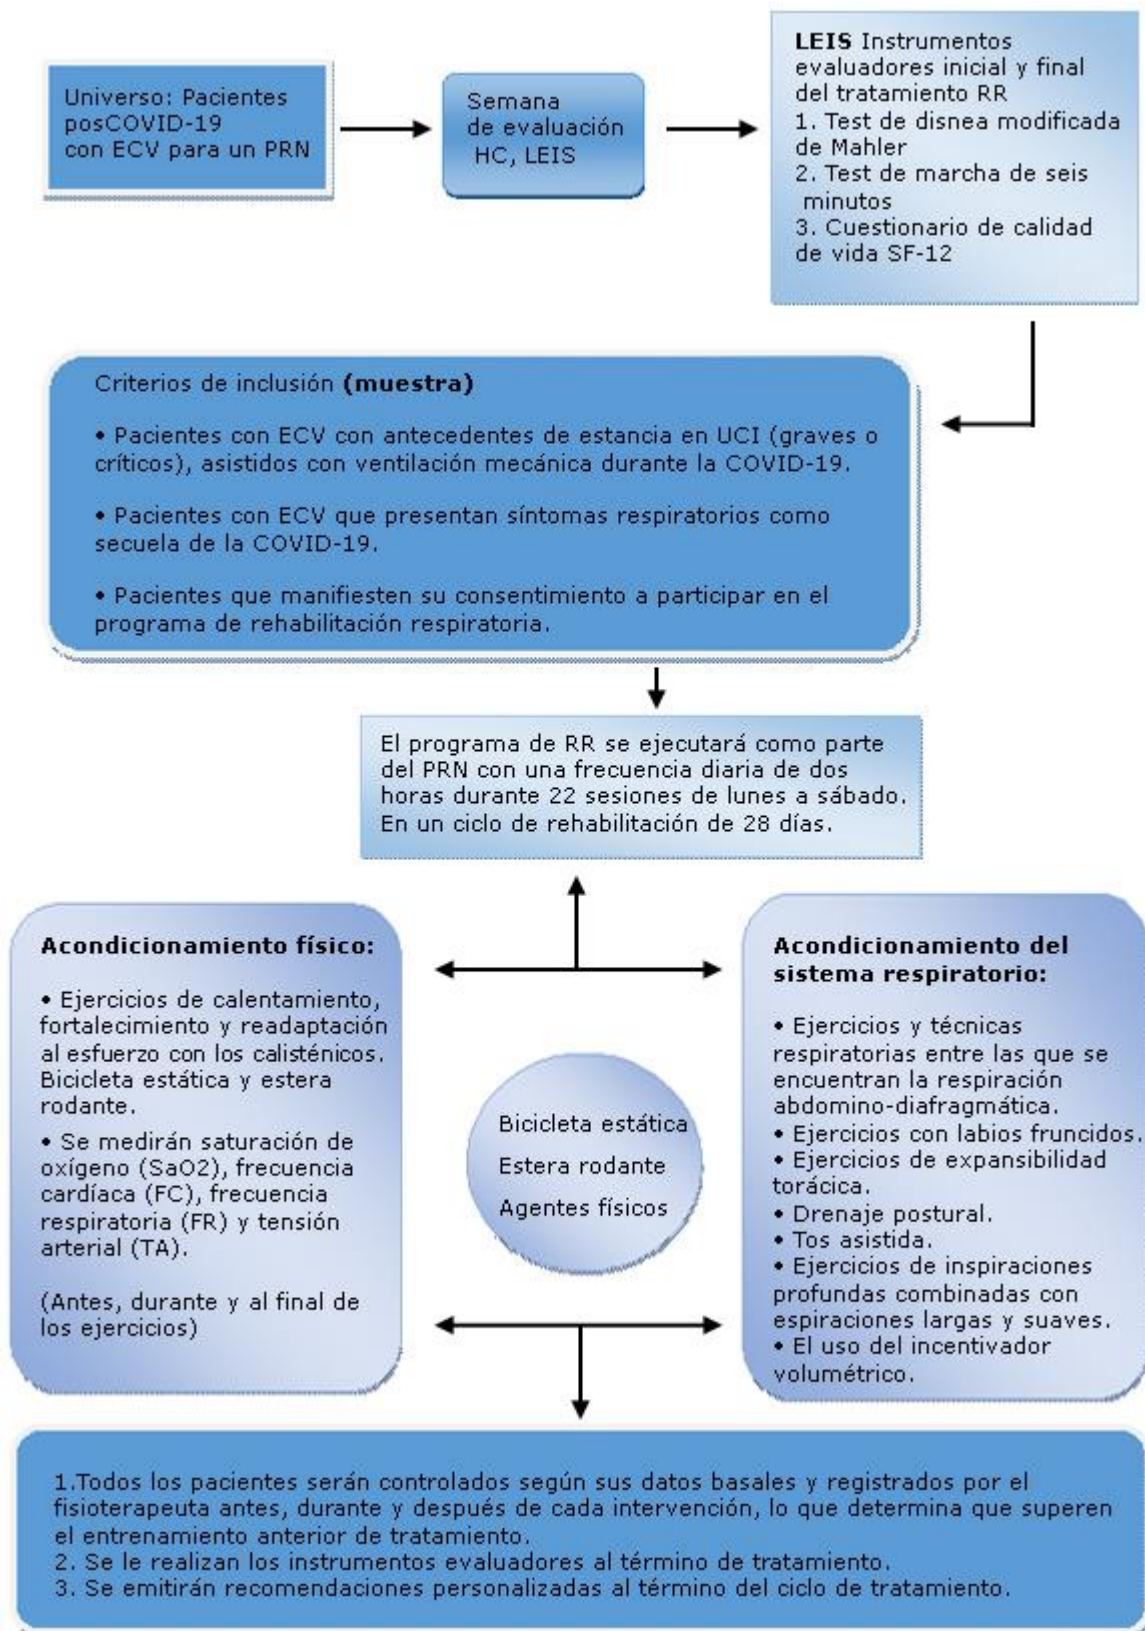 Universo: Pacientes
posCOVID-19
con ECV para un PRN
Semana
de evaluación
HC, LEIS
LEIS Instrumentos
evaluadores inicial y final
del tratamiento RR
1. Test de disnea modificada
de Mahler
2. Test de marcha de seis
minutos
3. Cuestionario de calidad
de vida SF-12
Criterios de inclusión (muestra)
• Pacientes con ECV con antecedentes de estancia en UCI (graves o
críticos), asistidos con ventilación mecánica durante la COVID-19.
• Pacientes con ECV que presentan síntomas respiratorios como
secuela de la COVID-19.
• Pacientes que manifiesten su consentimiento a participar en el
programa de rehabilitación respiratoria.
El programa de RR se ejecutará como parte
del PRN con una frecuencia diaria de dos
horas durante 22 sesiones de lunes a sábado.
En un ciclo de rehabilitación de 28 días.
Acondicionamiento físico:
• Ejercicios de calentamiento,
fortalecimiento y readaptación
al esfuerzo con los calisténicos.
Bicicleta estática y estera
rodante.
• Se medirán saturación de
oxígeno (SaO2), frecuencia
cardíaca (FC), frecuencia
respiratoria (FR) y tensión
arterial (TA).
(Antes, durante y al final de
los ejercicios)
Bicicleta estática
Estera rodante
Agentes físicos
Acondicionamiento del
sistema respiratorio:
• Ejercicios y técnicas
respiratorias entre las que se
encuentran la respiración
abdomino-diafragmática.
• Ejercicios con labios fruncidos.
• Ejercicios de expansibilidad
torácica.
• Drenaje postural.
• Tos asistida.
• Ejercicios de inspiraciones
profundas combinadas con
espiraciones largas y suaves.
• El uso del incentivador
volumétrico.
1.Todos los pacientes serán controlados según sus datos basales y registrados por el
fisioterapeuta antes, durante y después de cada intervención, lo que determina que superen
el entrenamiento anterior de tratamiento.
2. Se le realizan los instrumentos evaluadores al término de tratamiento.
3. Se emitirán recomendaciones personalizadas al término del ciclo de tratamiento.